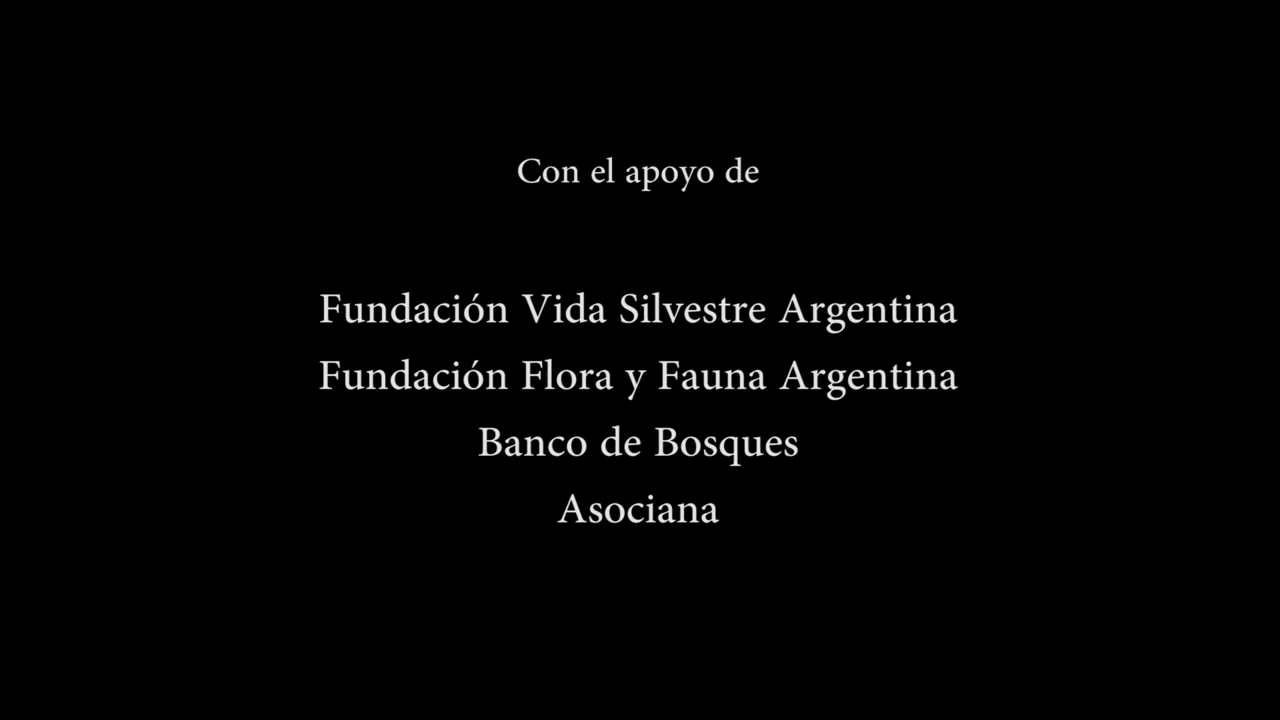 Con el apoyo de
Fundación Vida Silvestre Argentina
Fundación Flora y Fauna Argentina
Banco de Bosques
Asociana